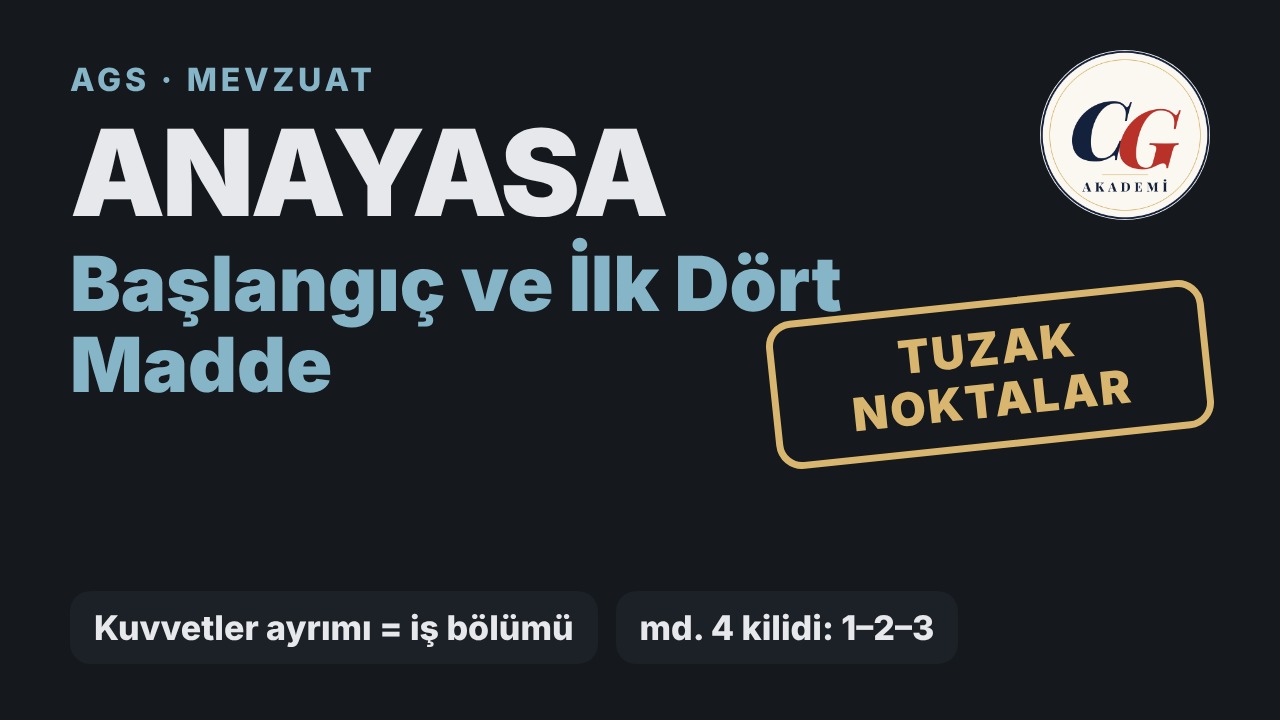 AGS · MEVZUAT
ANAYASA
CG
AKADEMİ
Başlangıç ve İlk Dört
Madde
TUZAK
NOKTALAR
Kuvvetler ayrımı = iş bölümü
md. 4 kilidi: 1–2–3